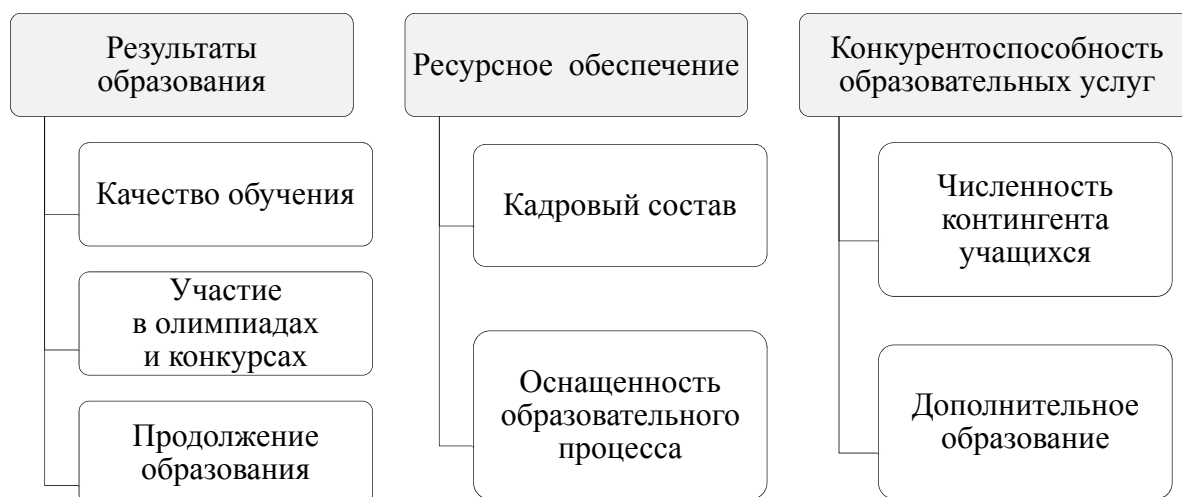 Результаты
образования
Качество обучения
Участие
в олимпиадах
и конкурсах
Продолжение
образования
Ресурсное обеспечение
Кадровый состав
Оснащенность
образовательного
процесса
Конкурентоспособность
образовательных услуг
Численность
контингента
учащихся
Дополнительное
образование